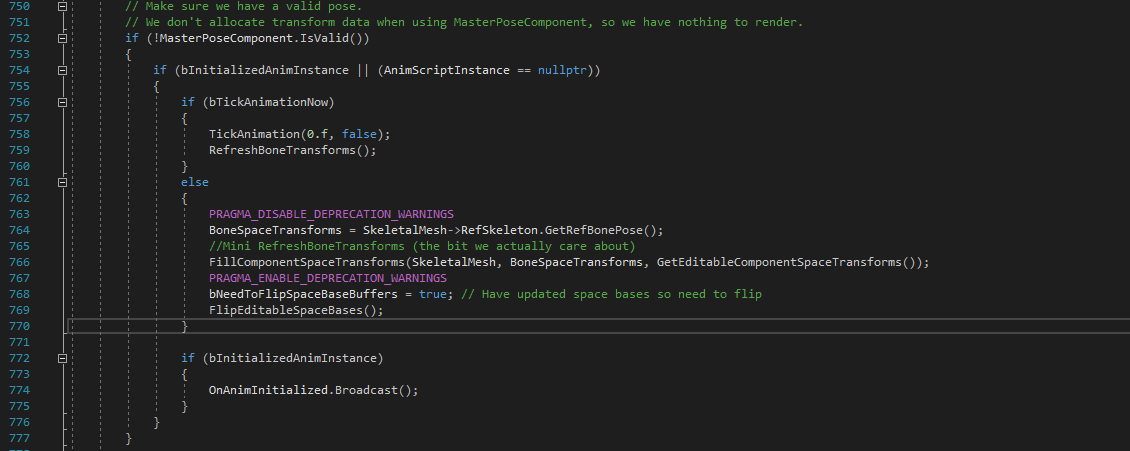 750 // Make sure we have a valid pose.
751 // We don't allocate transform data when using MasterPoseComponent, so we have nothing to render.
752 if (!MasterPoseComponent.IsValid())
753 {
754 if (bInitializedAnimInstance || (AnimScriptInstance == nullptr))
755 {
756 if (bTickAnimationNow)
757 {
758 TickAnimation(0.f, false);
759 RefreshBoneTransforms();
760 }
761 else
762 {
763 PRAGMA_DISABLE_DEPRECATION_WARNINGS
764 BoneSpaceTransforms = SkeletalMesh->RefSkeleton.GetRefBonePose();
765 //Mini RefreshBoneTransforms (the bit we actually care about)
766 FillComponentSpaceTransforms(SkeletalMesh, BoneSpaceTransforms, GetEditableComponentSpaceTransforms());
767 PRAGMA_ENABLE_DEPRECATION_WARNINGS
768 bNeedToFlipSpaceBaseBuffers = true; // Have updated space bases so need to flip
769 FlipEditableSpaceBases();
770 }
771
772 if (bInitializedAnimInstance)
773 {
774 OnAnimInitialized.Broadcast();
775 }
776 }
777 }